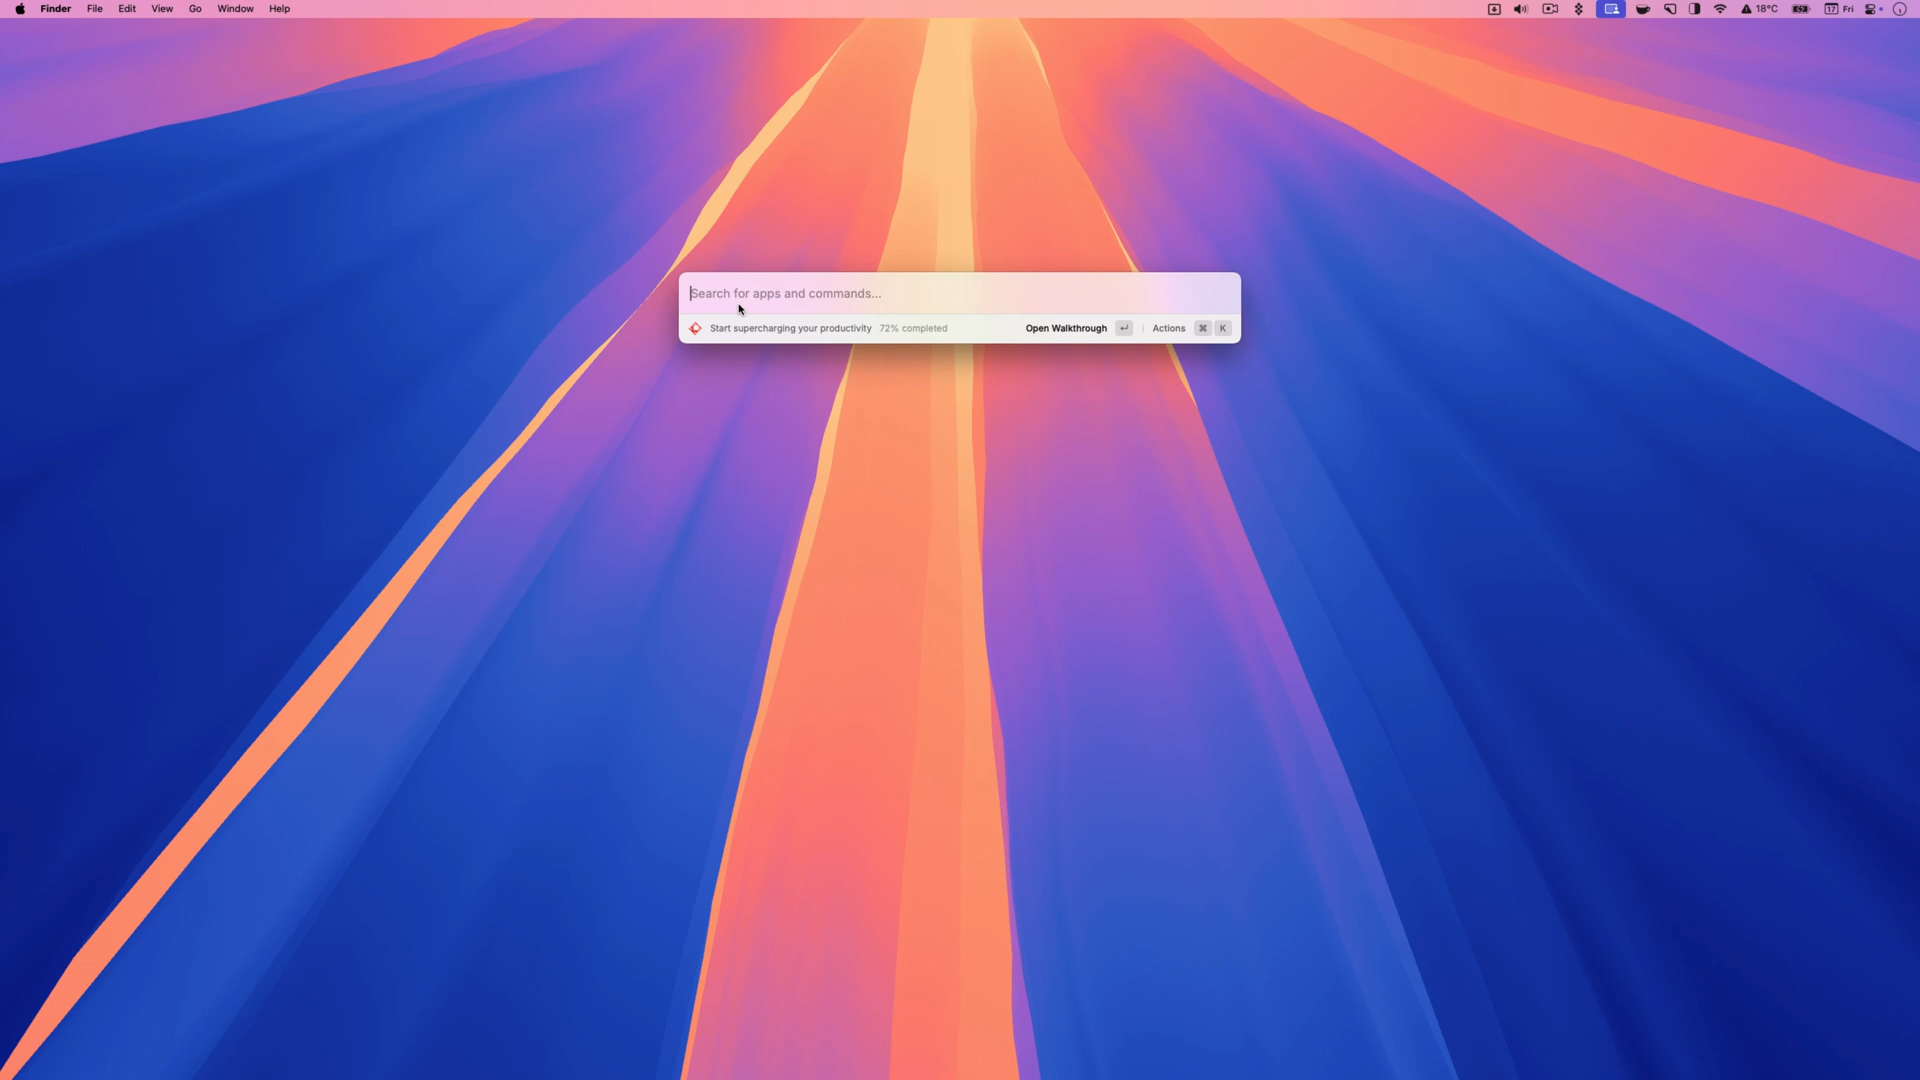 Finder File Edit View Go Window Help 18°C 17 Fri
Search for apps and commands...
Start supercharging your productivity 72% completed Open Walkthrough ↵ Actions ⌘ K